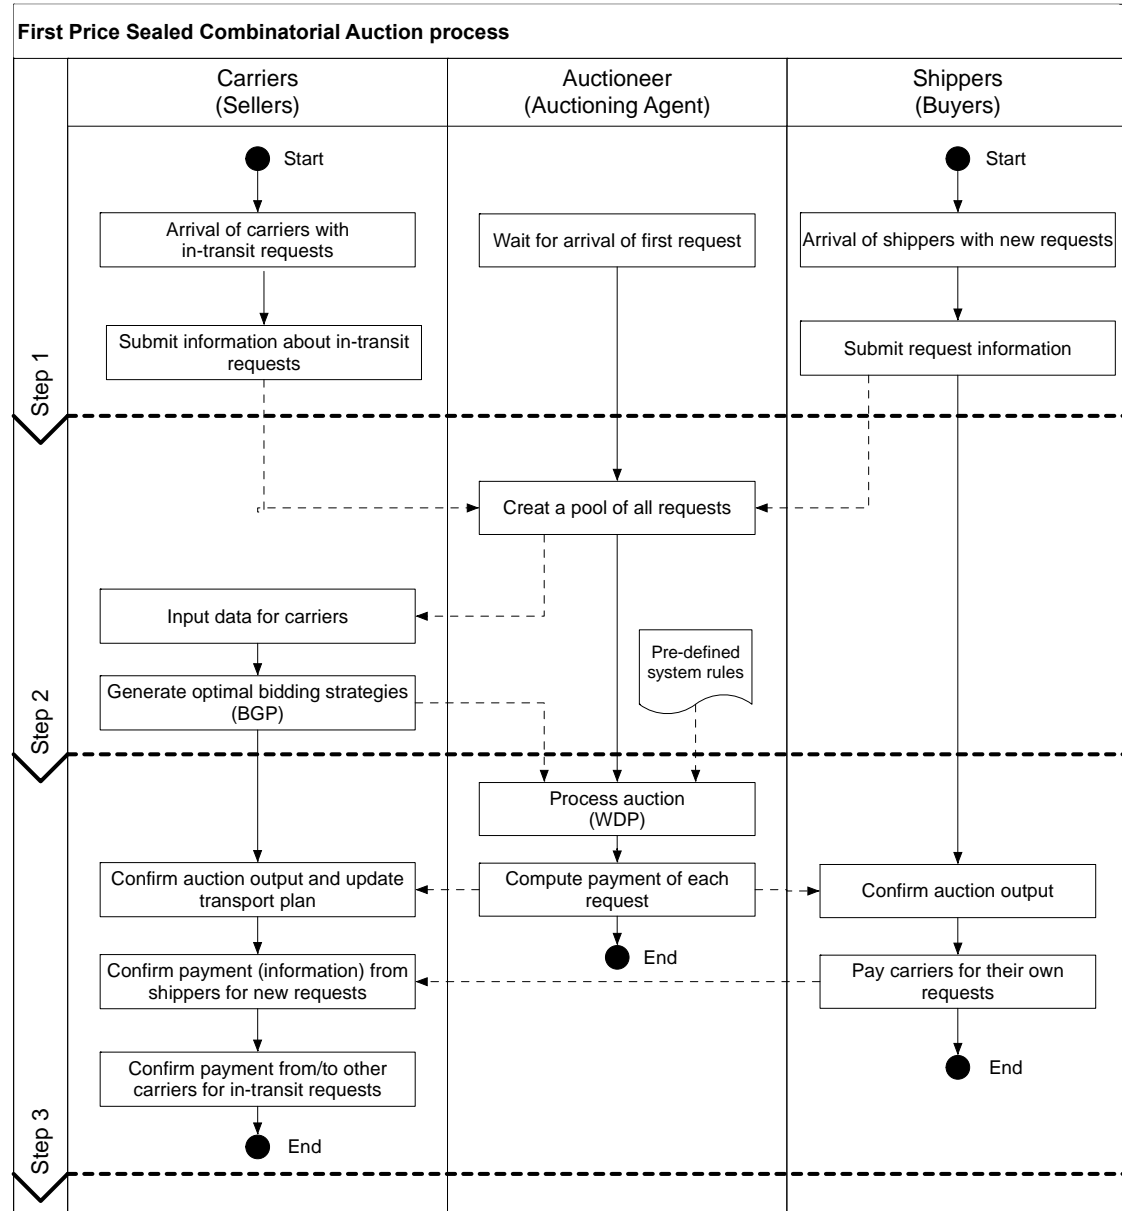 First Price Sealed Combinatorial Auction process
Carriers
(Sellers)
Auctioneer
(Auctioning Agent)
Shippers
(Buyers)
Start
Start
Arrival of carriers with
in-transit requests
Wait for arrival of first request
Arrival of shippers with new requests
Submit information about in-transit
requests
Submit request information
Step 1
Creat a pool of all requests
Input data for carriers
Pre-defined
system rules
Generate optimal bidding strategies
(BGP)
Step 2
Process auction
(WDP)
Confirm auction output and update
transport plan
Compute payment of each
request
Confirm auction output
End
Confirm payment (information) from
shippers for new requests
Pay carriers for their own
requests
Confirm payment from/to other
carriers for in-transit requests
End
End
Step 3